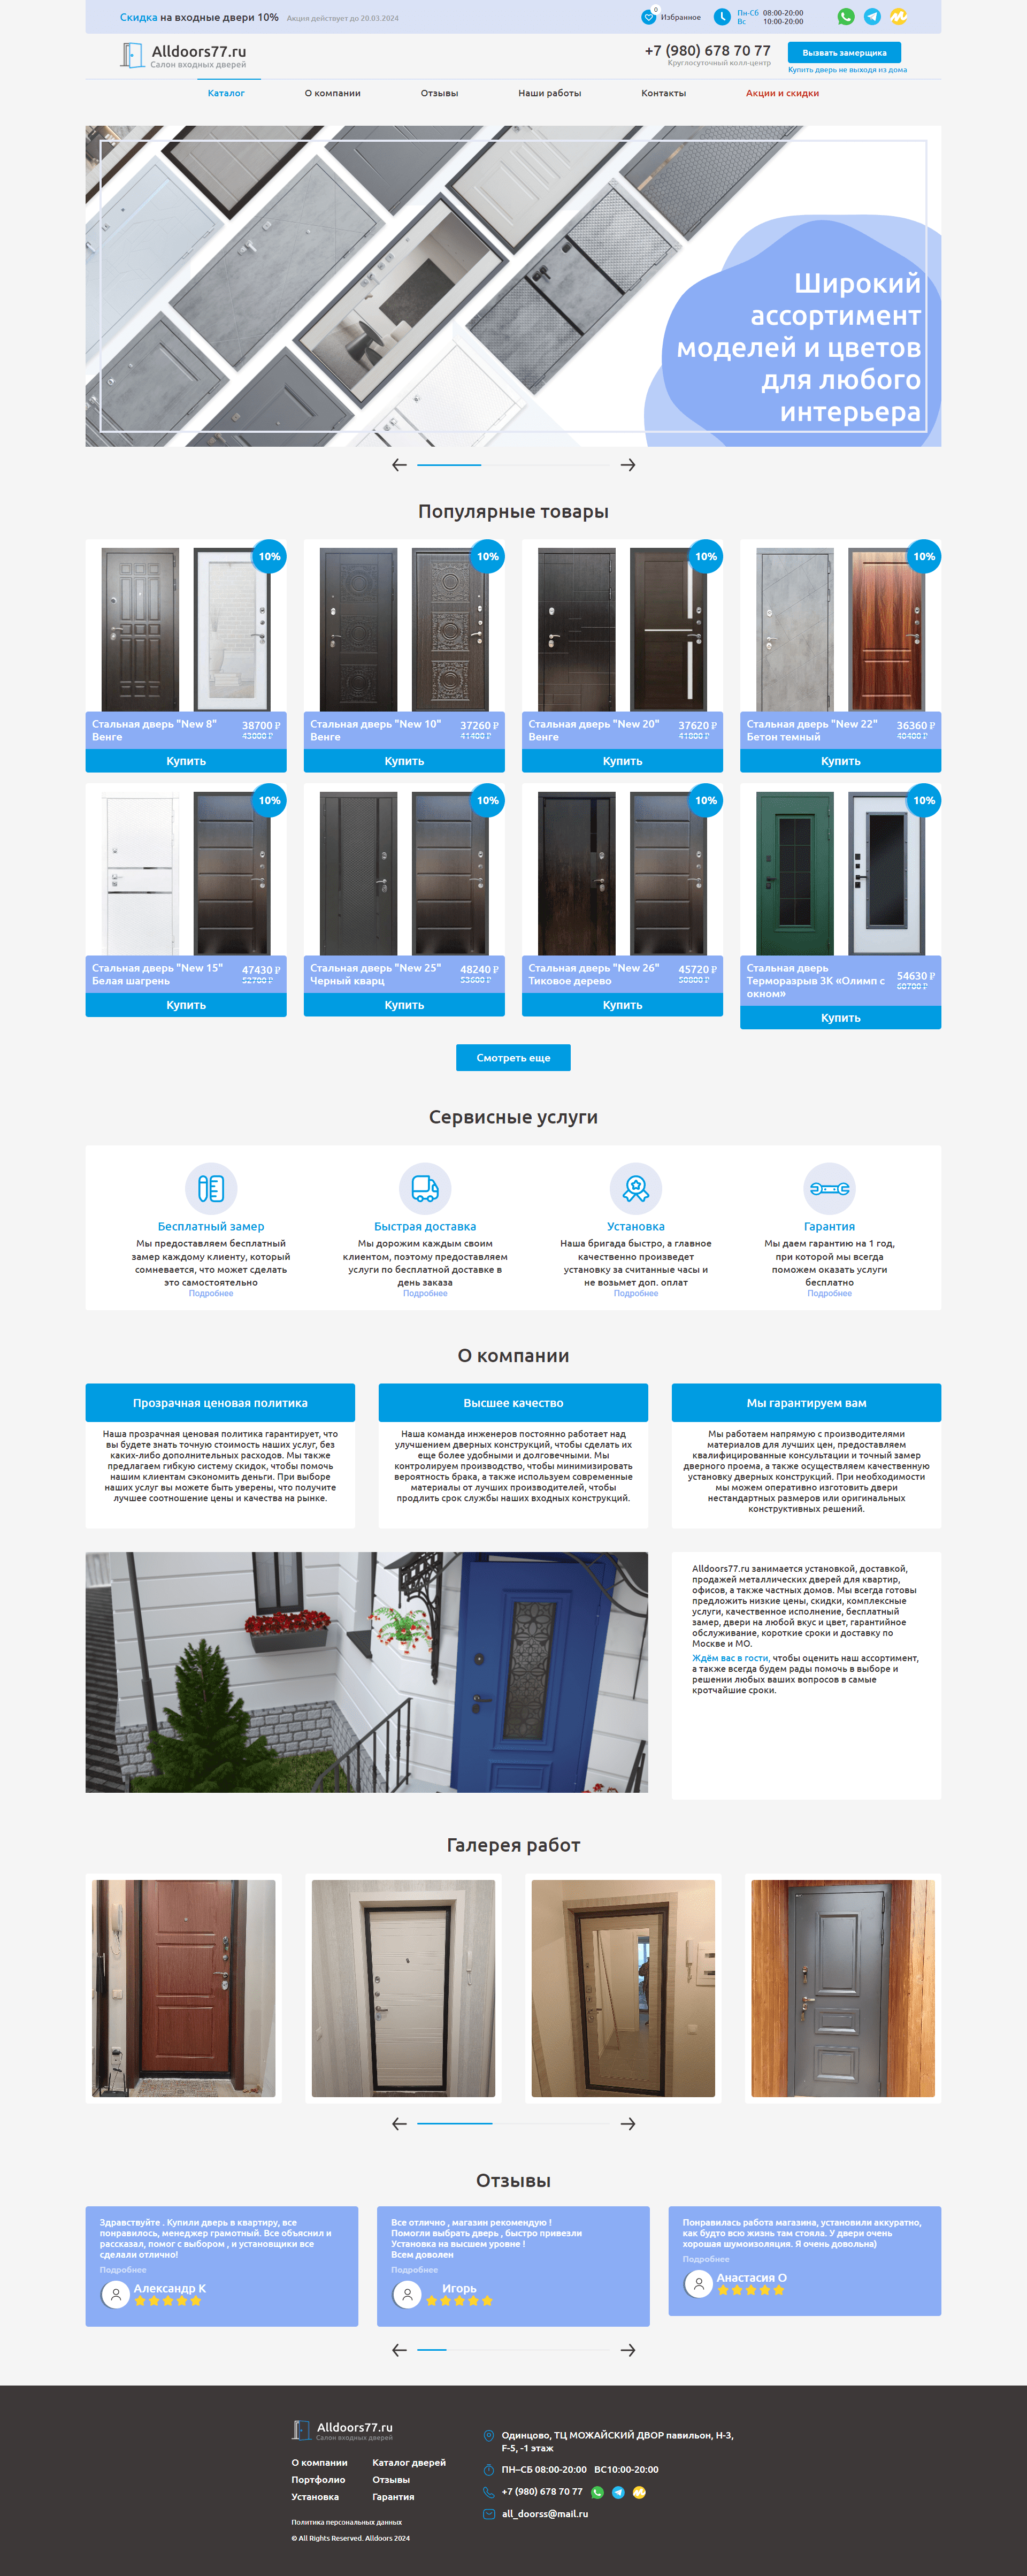 Скидка на входные двери 10% Акция действует до 20.03.2024
0
Избранное
Пн-Сб 08:00-20:00
Вс 10:00-20:00
Alldoors77.ru
Салон входных дверей
+7 (980) 678 70 77
Круглосуточный колл-центр
Вызвать замерщика
Купить дверь не выходя из дома
Каталог О компании Отзывы Наши работы Контакты Акции и скидки
Широкий
ассортимент
моделей и цветов
для любого
интерьера
Популярные товары
10%
Стальная дверь "New 8"
Венге
38700 ₽
43000 ₽
Купить
10%
Стальная дверь "New 10"
Венге
37260 ₽
41400 ₽
Купить
10%
Стальная дверь "New 20"
Венге
37620 ₽
41800 ₽
Купить
10%
Стальная дверь "New 22"
Бетон темный
36360 ₽
40400 ₽
Купить
10%
Стальная дверь "New 15"
Белая шагрень
47430 ₽
52700 ₽
Купить
10%
Стальная дверь "New 25"
Черный кварц
48240 ₽
53600 ₽
Купить
10%
Стальная дверь "New 26"
Тиковое дерево
45720 ₽
50800 ₽
Купить
10%
Стальная дверь
Терморазрыв 3К «Олимп с
окном»
54630 ₽
60700 ₽
Купить
Смотреть еще
Сервисные услуги
Бесплатный замер
Мы предоставляем бесплатный
замер каждому клиенту, который
сомневается, что может сделать
это самостоятельно
Подробнее
Быстрая доставка
Мы дорожим каждым своим
клиентом, поэтому предоставляем
услуги по бесплатной доставке в
день заказа
Подробнее
Установка
Наша бригада быстро, а главное
качественно произведет
установку за считанные часы и
не возьмет доп. оплат
Подробнее
Гарантия
Мы даем гарантию на 1 год,
при которой мы всегда
поможем оказать услуги
бесплатно
Подробнее
О компании
Прозрачная ценовая политика
Наша прозрачная ценовая политика гарантирует, что
вы будете знать точную стоимость наших услуг, без
каких-либо дополнительных расходов. Мы также
предлагаем гибкую систему скидок, чтобы помочь
нашим клиентам сэкономить деньги. При выборе
наших услуг вы можете быть уверены, что получите
лучшее соотношение цены и качества на рынке.
Высшее качество
Наша команда инженеров постоянно работает над
улучшением дверных конструкций, чтобы сделать их
еще более удобными и долговечными. Мы
контролируем производство, чтобы минимизировать
вероятность брака, а также используем современные
материалы от лучших производителей, чтобы
продлить срок службы наших входных конструкций.
Мы гарантируем вам
Мы работаем напрямую с производителями
материалов для лучших цен, предоставляем
квалифицированные консультации и точный замер
дверного проема, а также осуществляем качественную
установку дверных конструкций. При необходимости
мы можем оперативно изготовить двери
нестандартных размеров или оригинальных
конструктивных решений.
Alldoors77.ru занимается установкой, доставкой,
продажей металлических дверей для квартир,
офисов, а также частных домов. Мы всегда готовы
предложить низкие цены, скидки, комплексные
услуги, качественное исполнение, бесплатный
замер, двери на любой вкус и цвет, гарантийное
обслуживание, короткие сроки и доставку по
Москве и МО.
Ждём вас в гости, чтобы оценить наш ассортимент,
а также всегда будем рады помочь в выборе и
решении любых ваших вопросов в самые
кротчайшие сроки.
Галерея работ
Отзывы
Здравствуйте . Купили дверь в квартиру, все
понравилось, менеджер грамотный. Все объяснил и
рассказал, помог с выбором , и установщики все
сделали отлично!
Подробнее
Александр К
Все отлично , магазин рекомендую !
Помогли выбрать дверь , быстро привезли
Установка на высшем уровне !
Всем доволен
Подробнее
Игорь
Понравилась работа магазина, установили аккуратно,
как будто всю жизнь там стояла. У двери очень
хорошая шумоизоляция. Я очень довольна)
Подробнее
Анастасия О
Alldoors77.ru
Салон входных дверей
О компании Каталог дверей
Портфолио Отзывы
Установка Гарантия
Политика персональных данных
© All Rights Reserved. Alldoors 2024
Одинцово, ТЦ МОЖАЙСКИЙ ДВОР павильон, Н-3,
F-5, -1 этаж
ПН–СБ 08:00-20:00 ВС10:00-20:00
+7 (980) 678 70 77
all_doorss@mail.ru